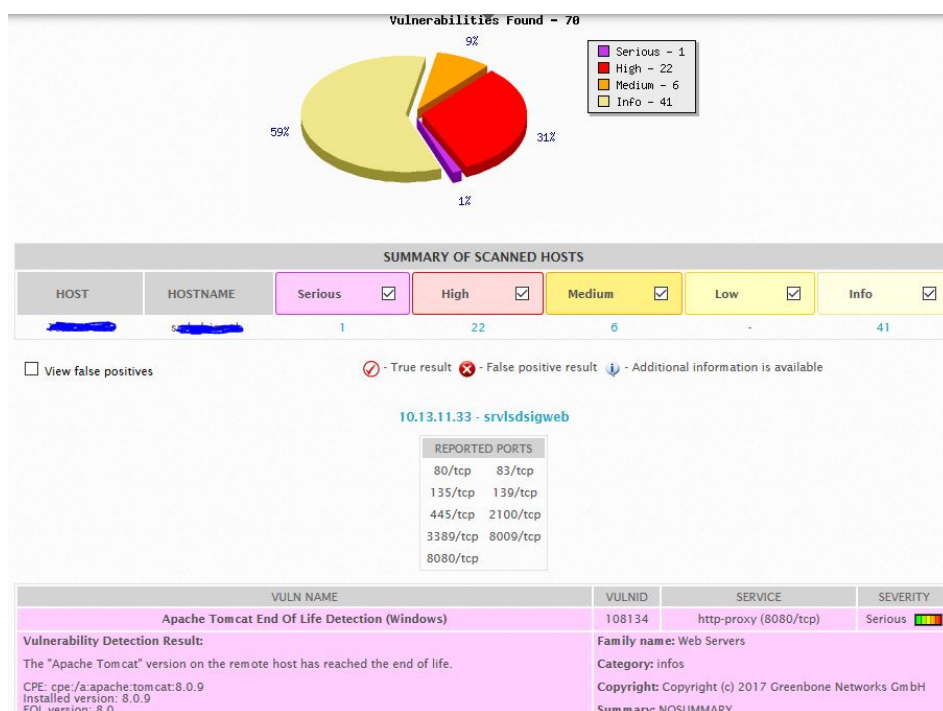 Vulnerabilities Found - 70
9%
Serious - 1
High - 22
Medium - 6
Info - 41
59%
31%
1%
SUMMARY OF SCANNED HOSTS
HOST HOSTNAME Serious High Medium Low Info
1 22 6 - 41
View false positives - True result - False positive result - Additional information is available
10.13.11.33 - srvlsdsigweb
REPORTED PORTS
80/tcp 83/tcp
135/tcp 139/tcp
445/tcp 2100/tcp
3389/tcp 8009/tcp
8080/tcp
VULN NAME VULNID SERVICE SEVERITY
Apache Tomcat End Of Life Detection (Windows) 108134 http-proxy (8080/tcp) Serious
Vulnerability Detection Result: Family name: Web Servers
The "Apache Tomcat" version on the remote host has reached the end of life. Category: infos
CPE: cpe:/a:apache:tomcat:8.0.9 Copyright: Copyright (c) 2017 Greenbone Networks GmbH
Installed version: 8.0.9
EOL version: 8.0 Summary: NOSUMMARY